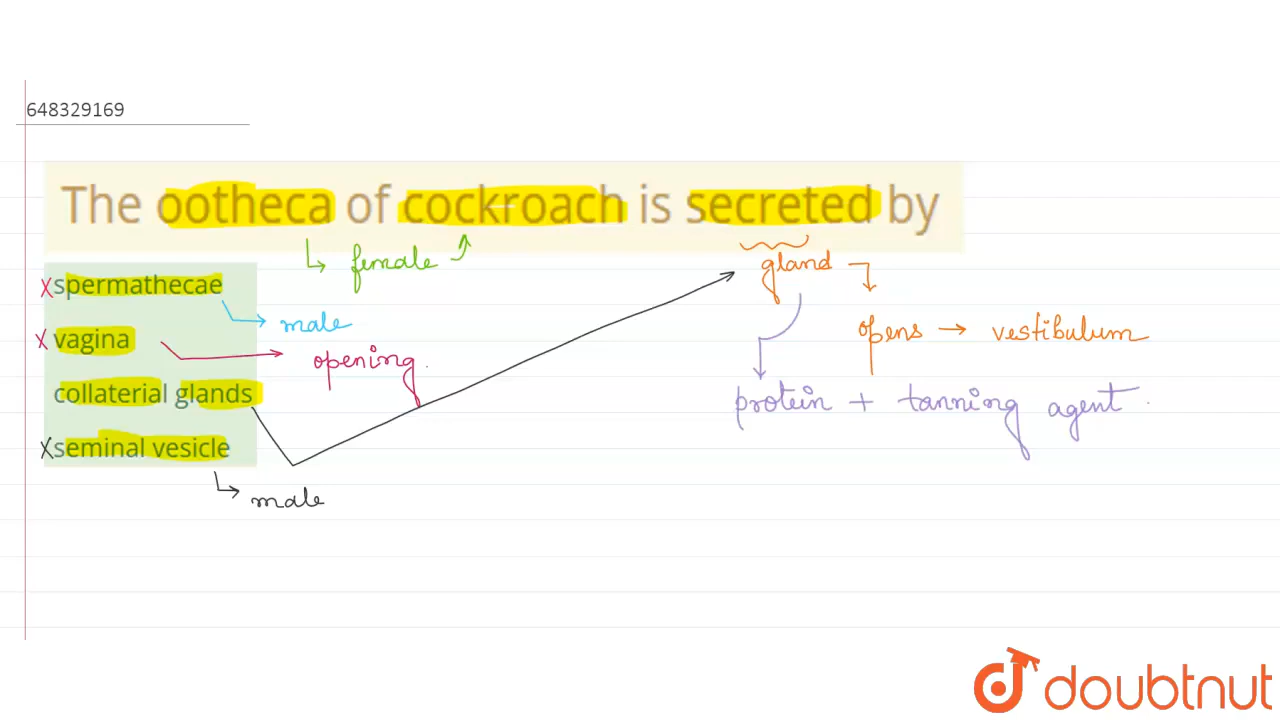 648329169
The ootheca of cockroach is secreted by
female
gland
spermathecae
male
opens → vestibulum
vagina
opening.
collaterial glands
protein + tanning agent.
seminal vesicle
male
doubtnut